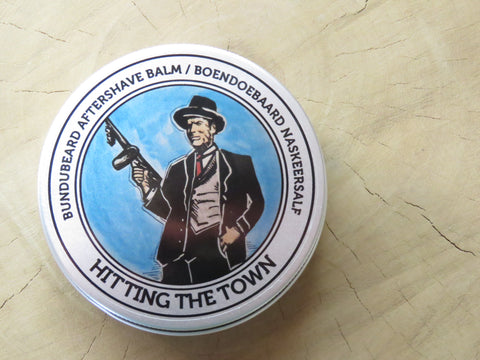 BUNDUBEARD AFTERSHAVE BALM / BOENDOEBAARD NASKEERSALF
HITTING THE TOWN